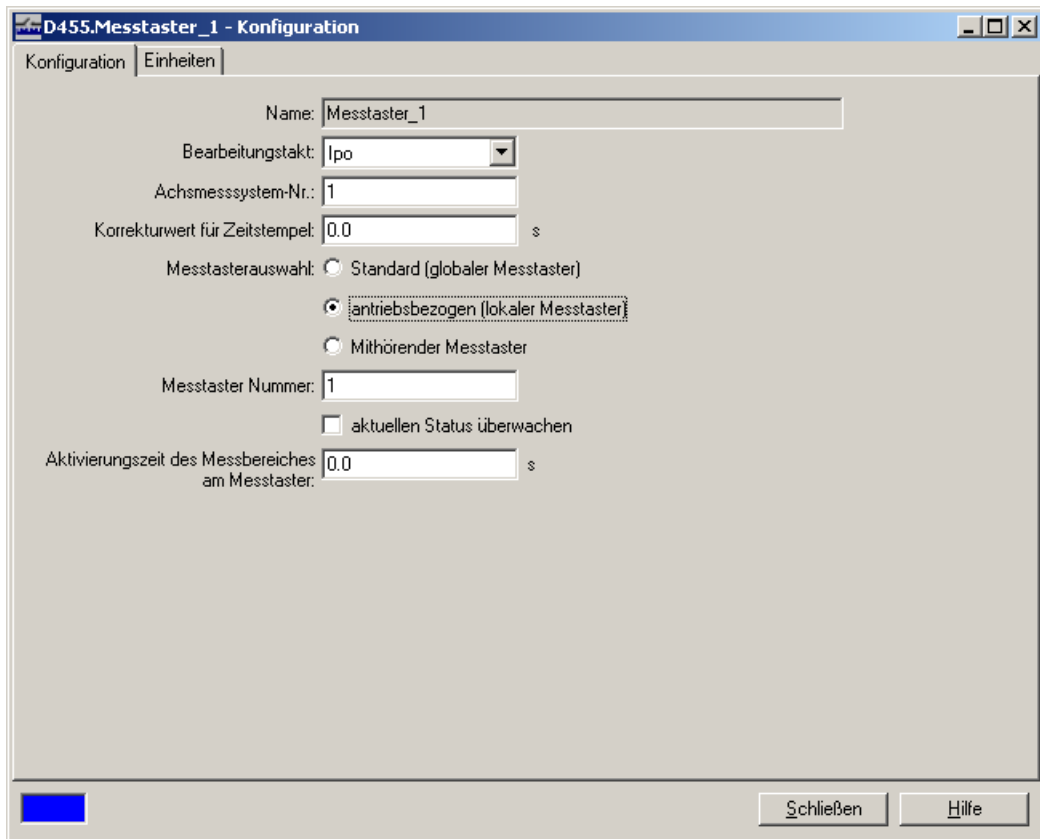 D455.Messtaster_1 - Konfiguration
Konfiguration Einheiten
Name: Messtaster_1
Bearbeitungstakt: Ipo
Achsmesssystem-Nr.: 1
Korrekturwert für Zeitstempel: 0.0 s
Messtasterauswahl: Standard (globaler Messtaster)
antriebsbezogen (lokaler Messtaster)
Mithörender Messtaster
Messtaster Nummer: 1
aktuellen Status überwachen
Aktivierungszeit des Messbereiches 0.0 s
am Messtaster:
Schließen Hilfe